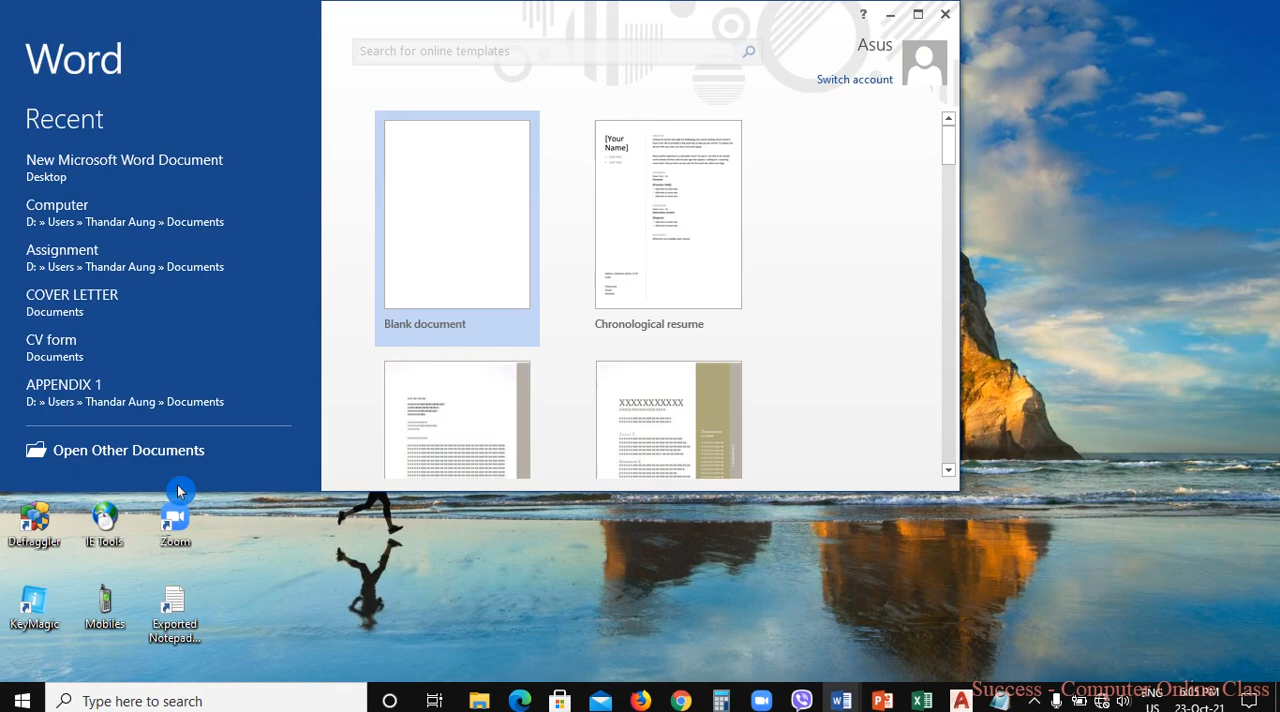 ?
Word
Recent
New Microsoft Word Document
Desktop
Computer
D: » Users » Thandar Aung » Documents
Assignment
D: » Users » Thandar Aung » Documents
COVER LETTER
Documents
CV form
Documents
APPENDIX 1
D: » Users » Thandar Aung » Documents
Open Other Documents
Search for online templates
Asus
Switch account
[Your
Name]
Blank document
Chronological resume
XXXXXXXXXXX
Defraggler
IE Tools
Zoom
KeyMagic
Mobiles
Exported
Notepad...
Type here to search
Success - Computer Online Class
ENG
US
6:05 PM
23-Oct-21